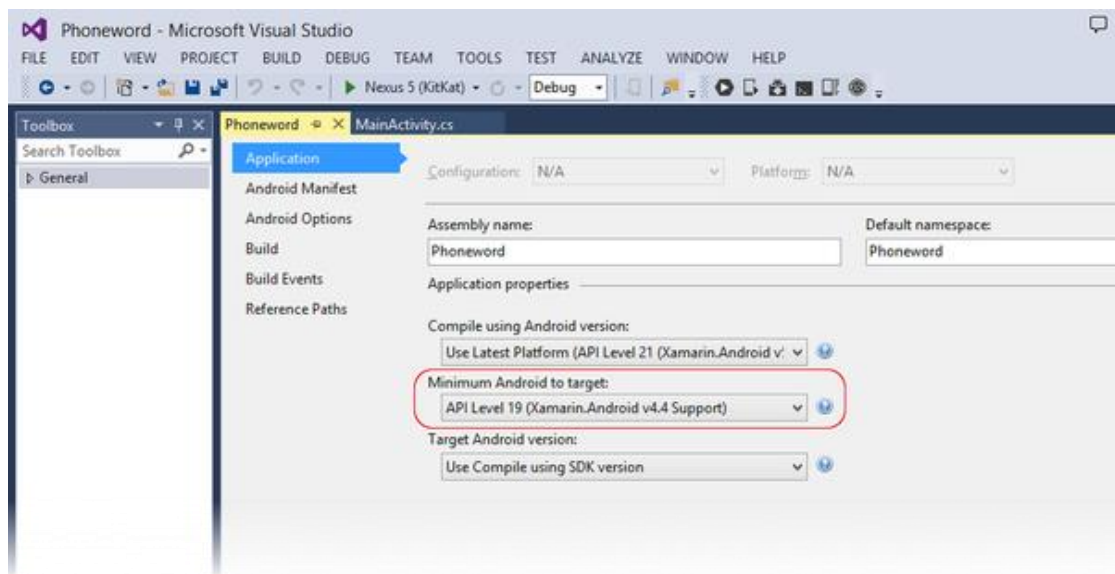 Phoneword - Microsoft Visual Studio
FILE EDIT VIEW PROJECT BUILD DEBUG TEAM TOOLS TEST ANALYZE WINDOW HELP
Nexus 5 (KitKat) Debug
Toolbox Phoneword MainActivity.cs
Search Toolbox
General
Application
Android Manifest
Android Options
Build
Build Events
Reference Paths
Configuration: N/A Platform: N/A
Assembly name: Default namespace:
Phoneword Phoneword
Application properties
Compile using Android version:
Use Latest Platform (API Level 21 (Xamarin.Android v
Minimum Android to target:
API Level 19 (Xamarin.Android v4.4 Support)
Target Android version:
Use Compile using SDK version